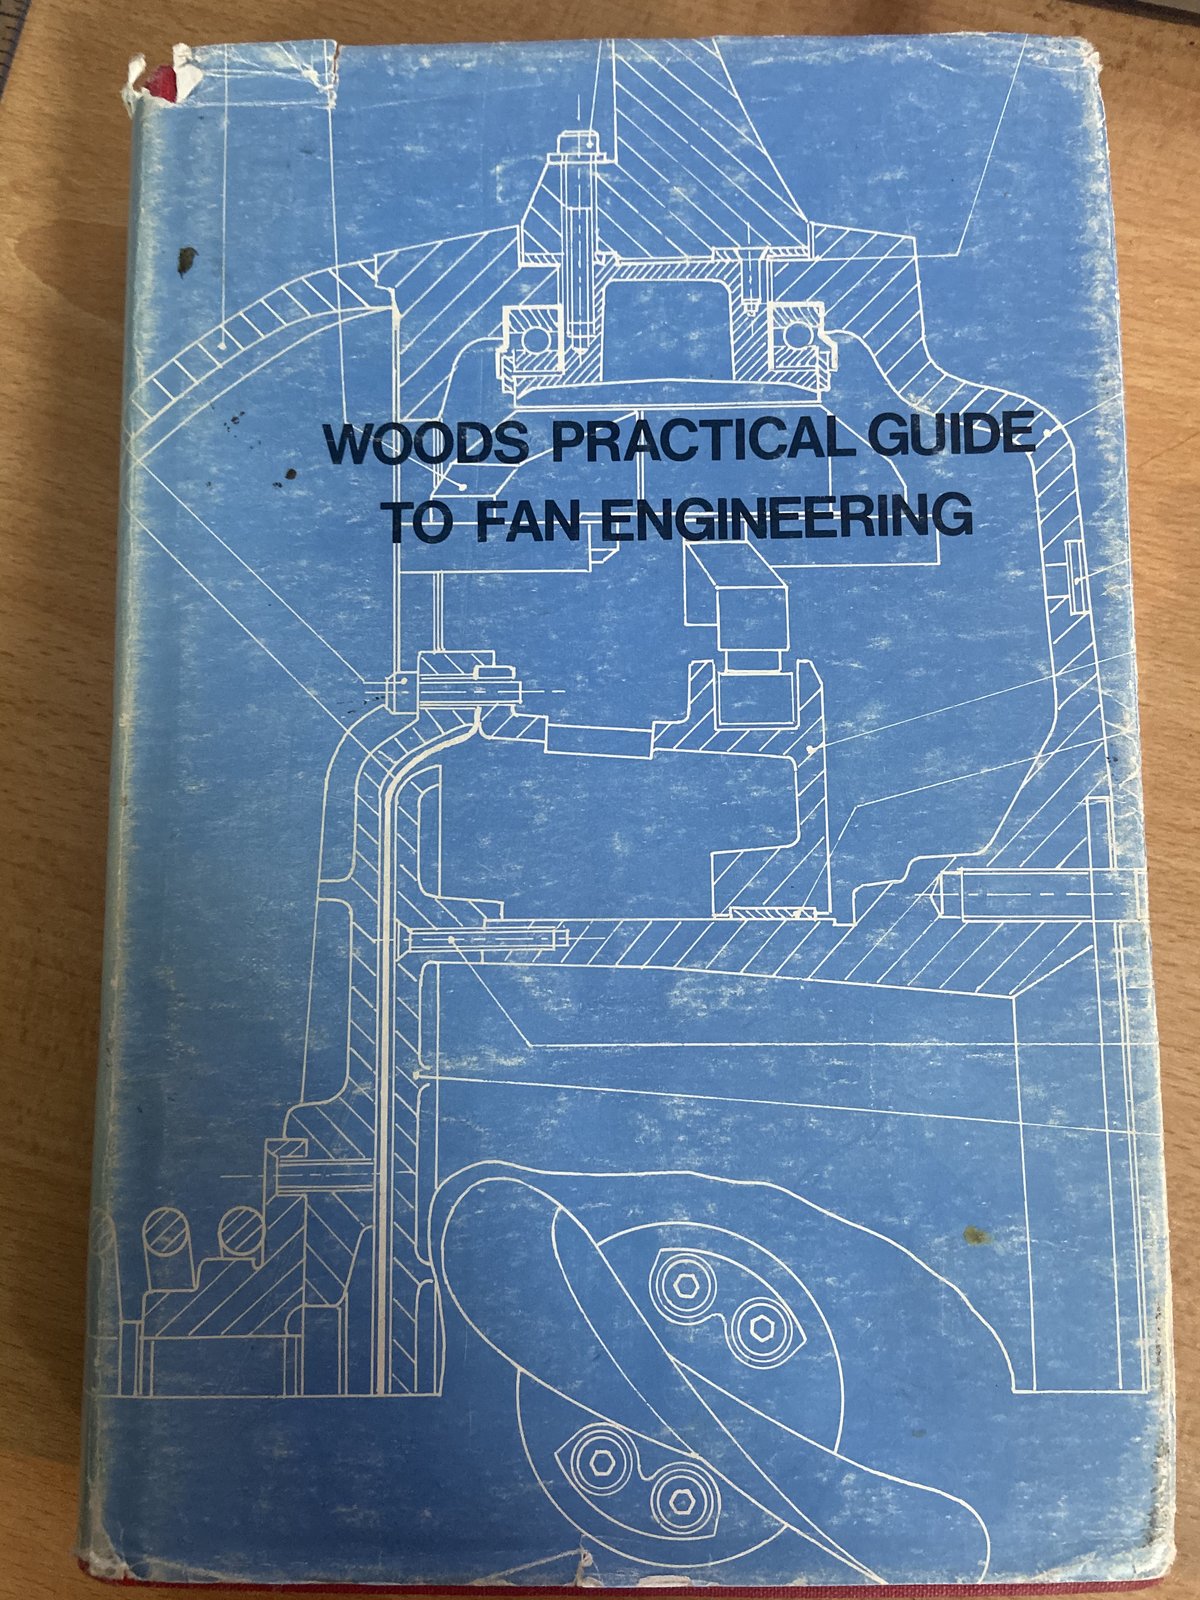 WOODS PRACTICAL GUIDE
TO FAN ENGINEERING